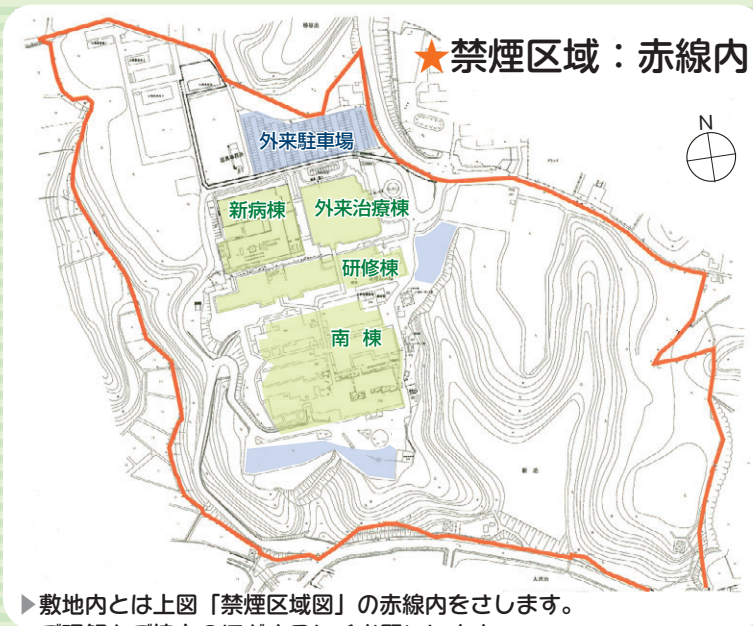 ★禁煙区域：赤線内
N
外来駐車場
新病棟
外来治療棟
研修棟
南 棟
▶敷地内とは上図「禁煙区域図」の赤線内をさします。